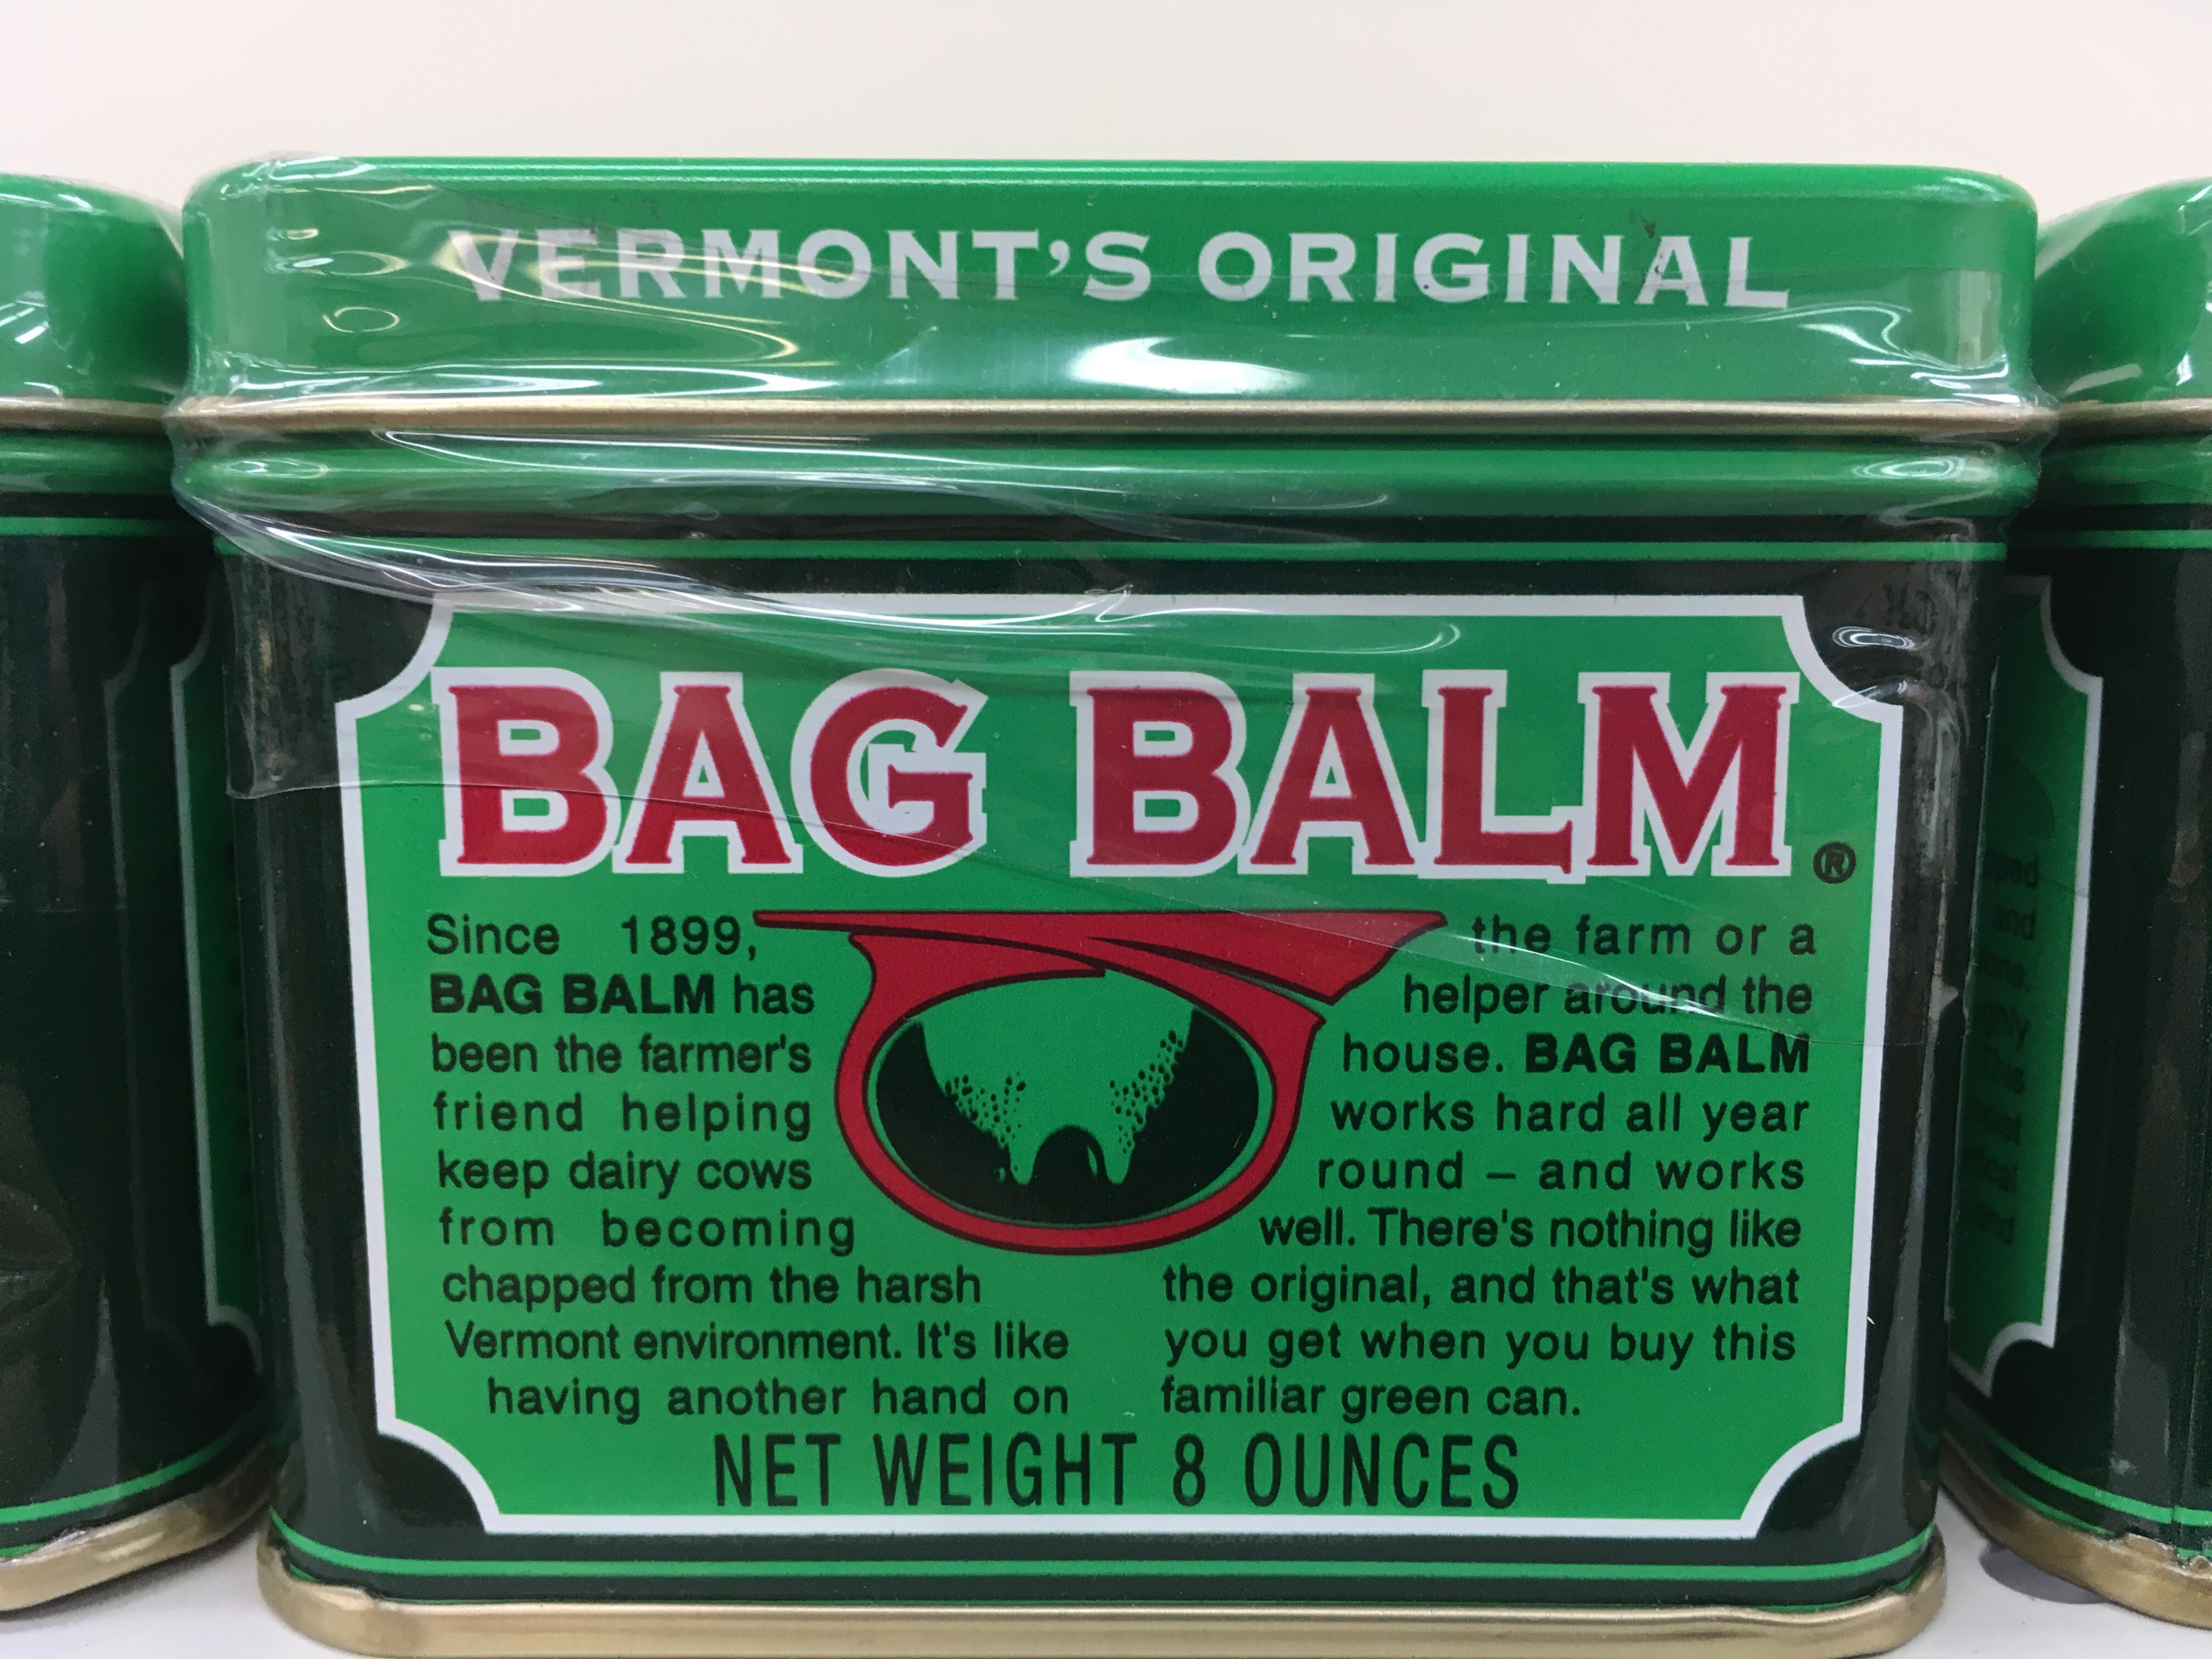 VERMONT'S ORIGINAL
BAG BALM®
Since 1899,
BAG BALM has
been the farmer's
friend helping
keep dairy cows
from becoming
chapped from the harsh
Vermont environment. It's like
having another hand on
the farm or a
helper around the
house. BAG BALM
works hard all year
round – and works
well. There's nothing like
the original, and that's what
you get when you buy this
familiar green can.
NET WEIGHT 8 OUNCES